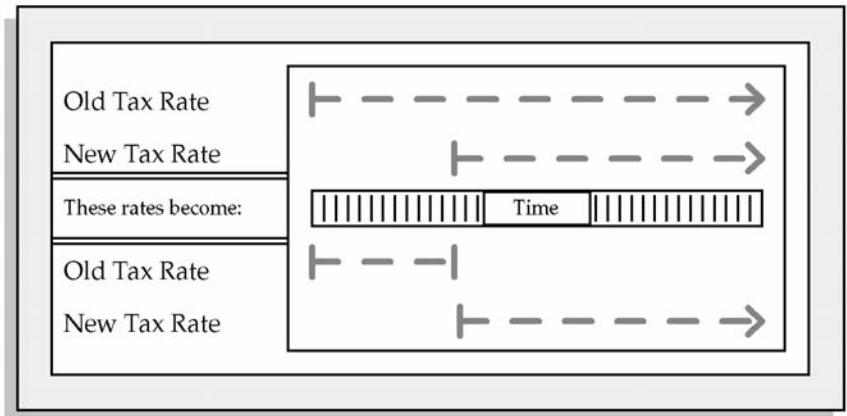 Old Tax Rate
New Tax Rate
These rates become:
Time
Old Tax Rate
New Tax Rate